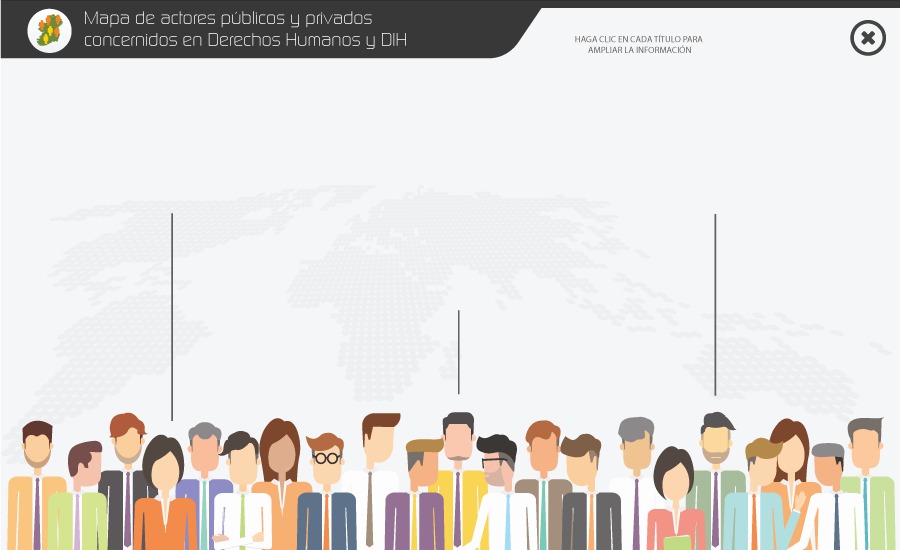 Mapa de actores públicos y privados
concernidos en Derechos Humanos y DIH
HAGA CLIC EN CADA TÍTULO PARA
AMPLIAR LA INFORMACIÓN